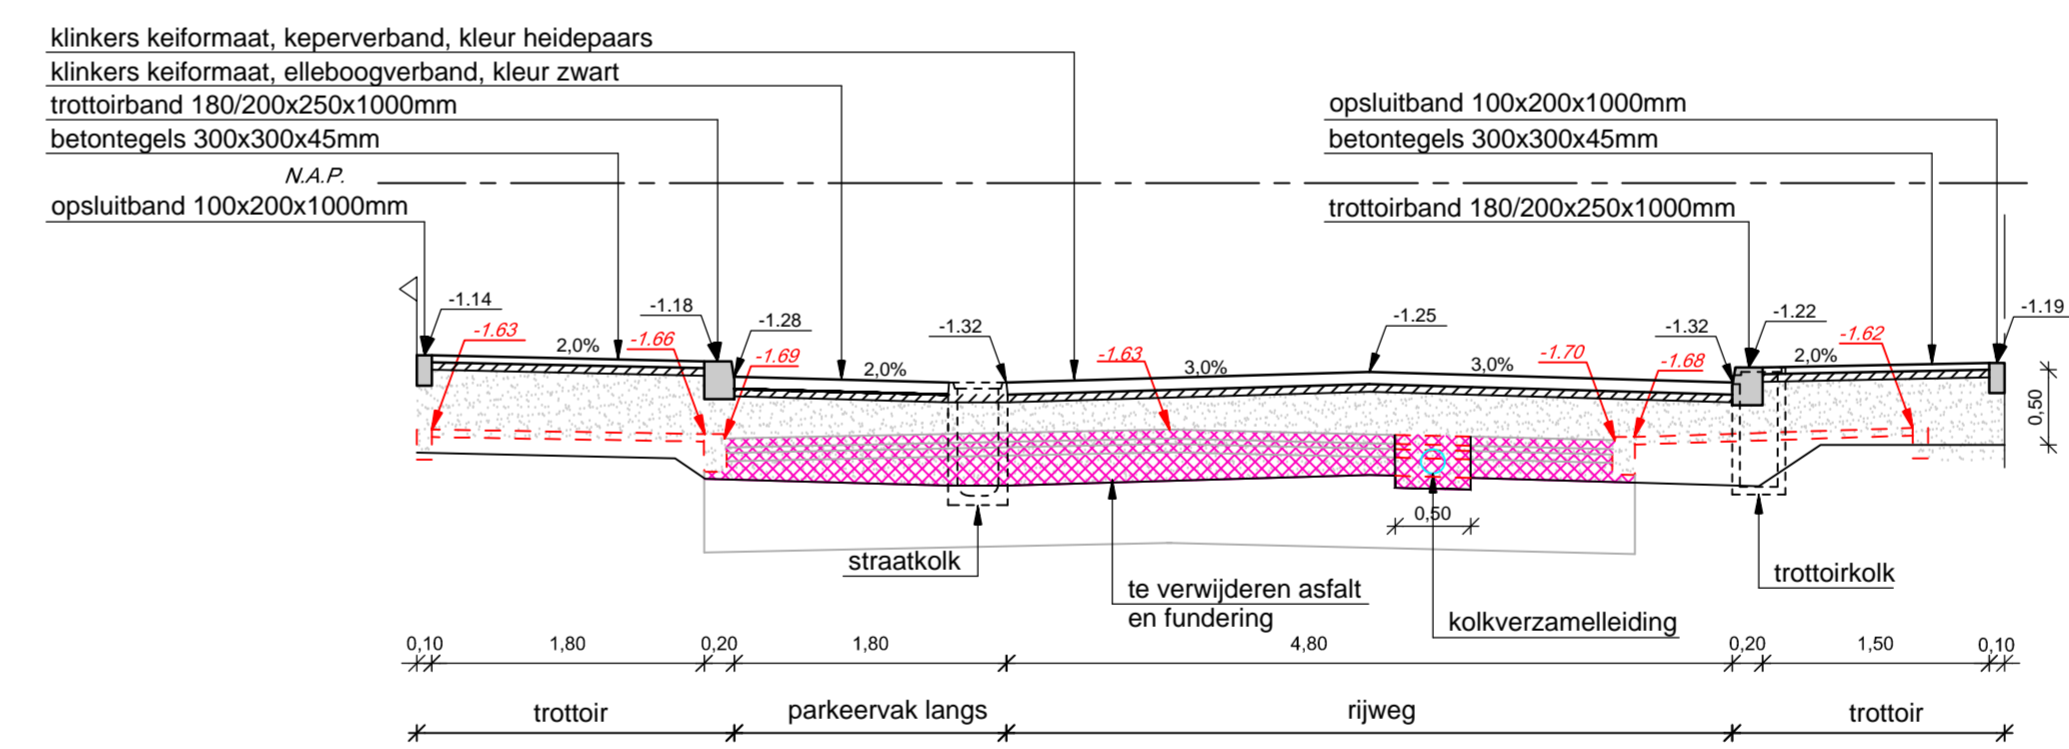 klinkers keiformaat, keperverband, kleur heidepaars
klinkers keiformaat, elleboogverband, kleur zwart
trottoirband 180/200x250x1000mm
betontegels 300x300x45mm
N.A.P.
opsluitband 100x200x1000mm
opsluitband 100x200x1000mm
betontegels 300x300x45mm
trottoirband 180/200x250x1000mm
-1.14
-1.63
2,0%
-1.18
-1.66
-1.28
-1.69
2,0%
-1.32
-1.63
3,0%
-1.25
3,0%
-1.70
-1.32
-1.68
-1.22
2,0%
-1.62
-1.19
0,50
0,50
straatkolk
te verwijderen asfalt
en fundering
kolkverzamelleiding
trottoirkolk
0,10 1,80 0,20 1,80 4,80 0,20 1,50 0,10
trottoir parkeervak langs rijweg trottoir